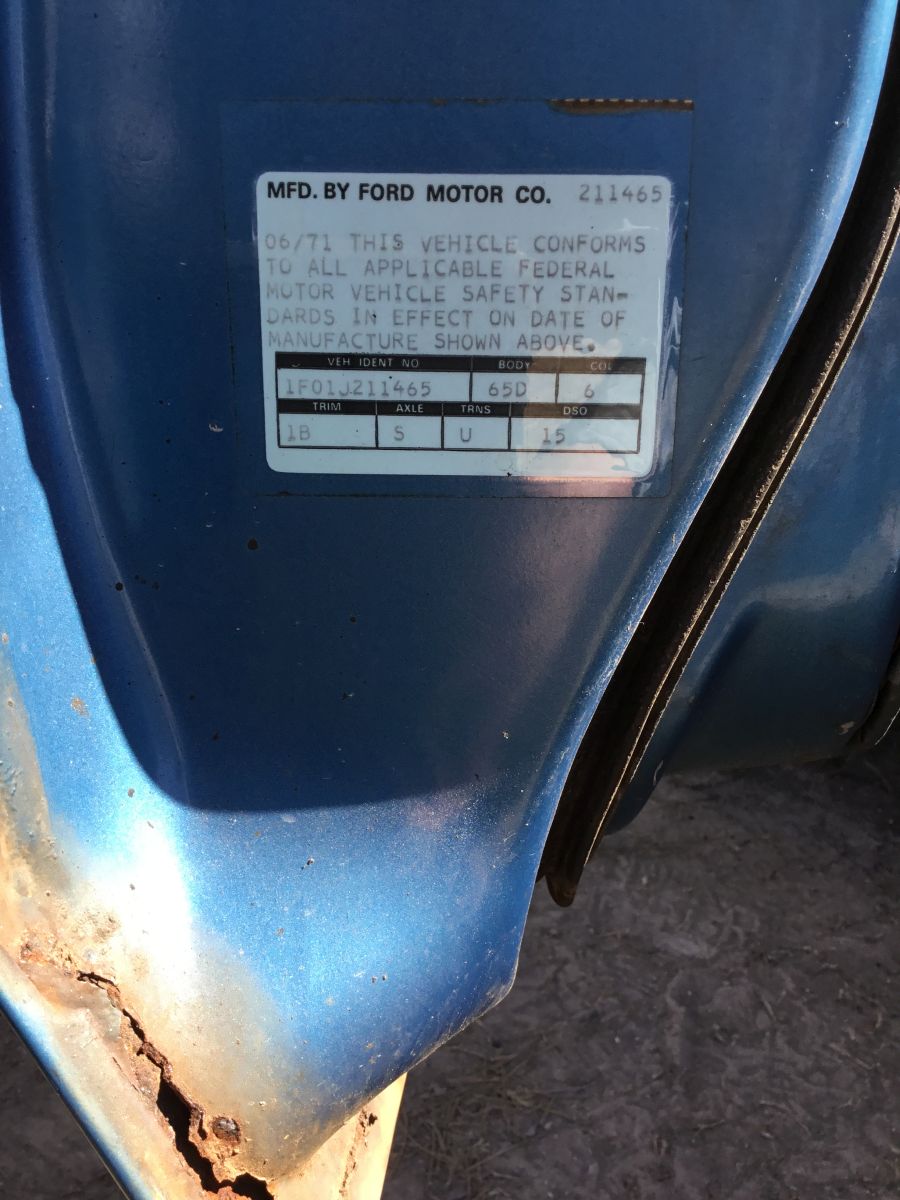 MFD. BY FORD MOTOR CO. 211465
06/71 THIS VEHICLE CONFORMS
TO ALL APPLICABLE FEDERAL
MOTOR VEHICLE SAFETY STAN-
DARDS IN EFFECT ON DATE OF
MANUFACTURE SHOWN ABOVE.
VEH IDENT NO BODY COL
1F01J211465 65D 6
TRIM AXLE TRNS DSO
1B S U 15